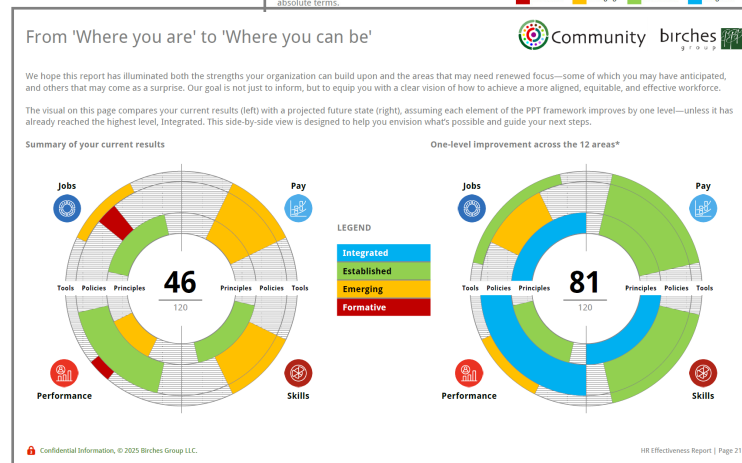 absolute terms.
From 'Where you are' to 'Where you can be'
Community
birches
group
We hope this report has illuminated both the strengths your organization can build upon and the areas that may need renewed focus—some of which you may have anticipated,
and others that may come as a surprise. Our goal is not just to inform, but to equip you with a clear vision of how to achieve a more aligned, equitable, and effective workforce.
The visual on this page compares your current results (left) with a projected future state (right), assuming each element of the PPT framework improves by one level—unless it has
already reached the highest level, Integrated. This side-by-side view is designed to help you envision what's possible and guide your next steps.
Summary of your current results
One-level improvement across the 12 areas*
Jobs
Pay
Tools Policies Principles
46
120
Principles Policies Tools
Performance
Skills
LEGEND
Integrated
Established
Emerging
Formative
Jobs
Pay
Tools Policies Principles
81
120
Principles Policies Tools
Performance
Skills
Confidential Information, © 2025 Birches Group LLC.
HR Effectiveness Report | Page 21